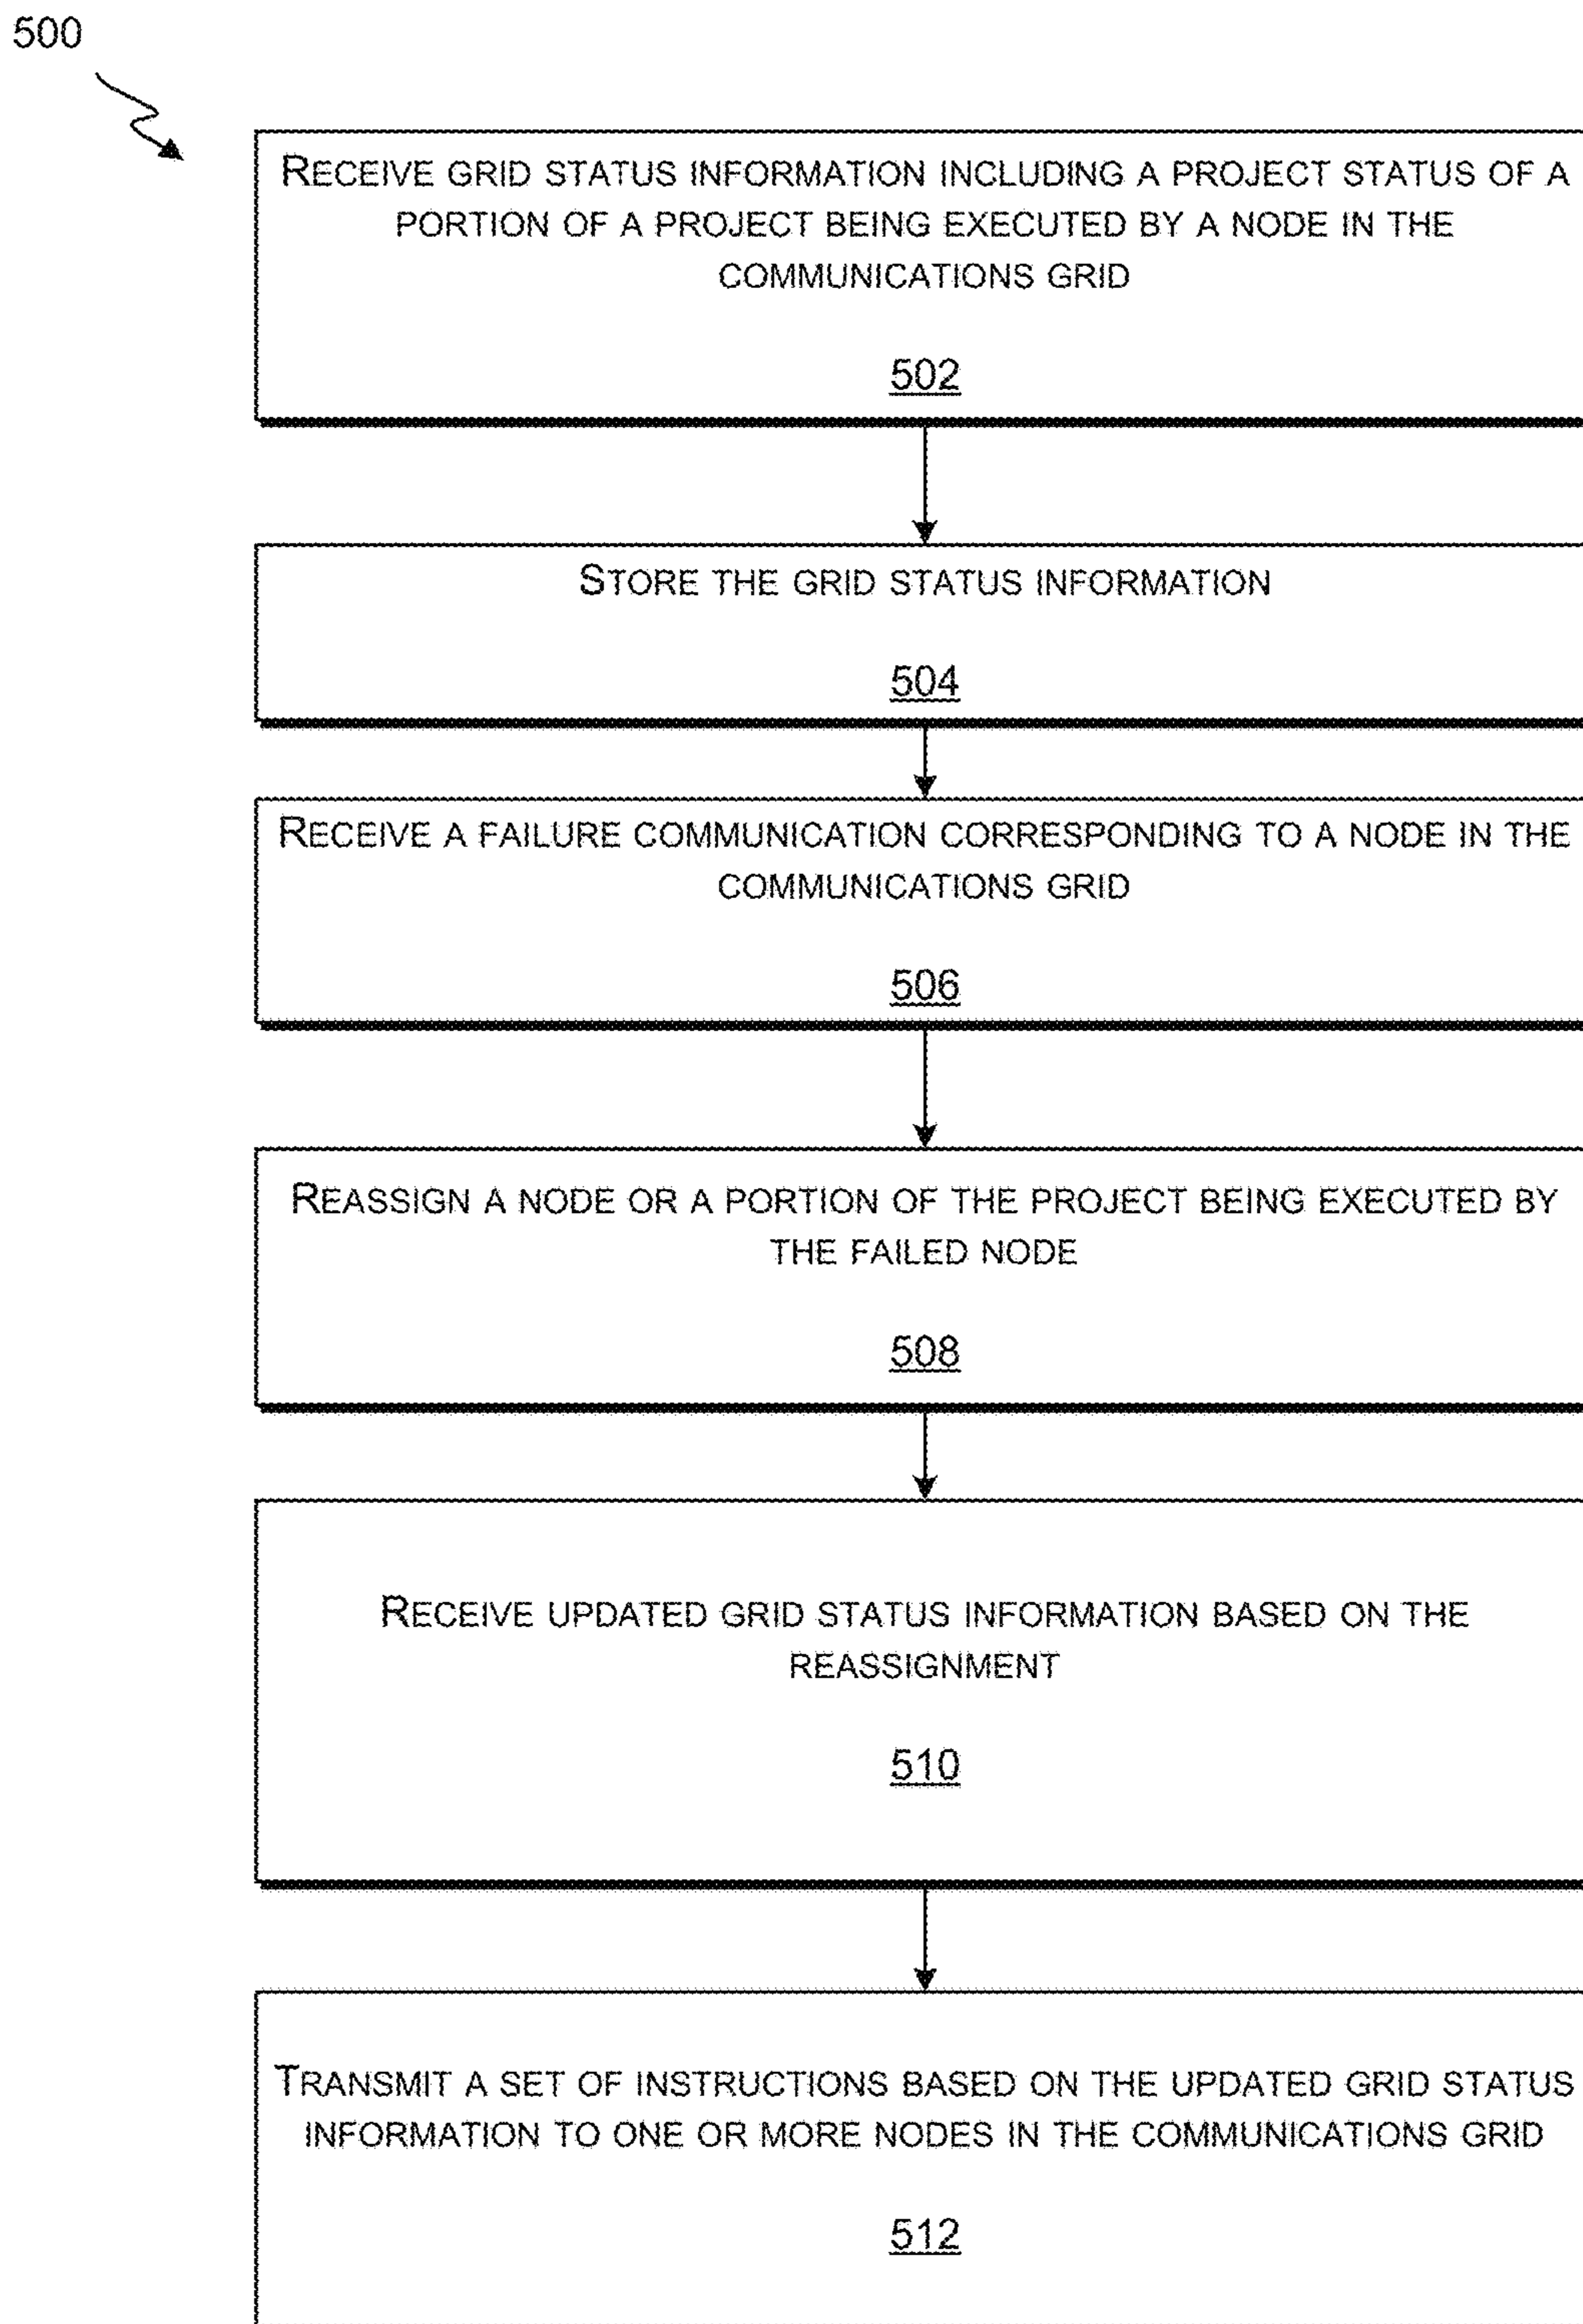 500
RECEIVE GRID STATUS INFORMATION INCLUDING A PROJECT STATUS OF A
PORTION OF A PROJECT BEING EXECUTED BY A NODE IN THE
COMMUNICATIONS GRID
502
STORE THE GRID STATUS INFORMATION
504
RECEIVE A FAILURE COMMUNICATION CORRESPONDING TO A NODE IN THE
COMMUNICATIONS GRID
506
REASSIGN A NODE OR A PORTION OF THE PROJECT BEING EXECUTED BY
THE FAILED NODE
508
RECEIVE UPDATED GRID STATUS INFORMATION BASED ON THE
REASSIGNMENT
510
TRANSMIT A SET OF INSTRUCTIONS BASED ON THE UPDATED GRID STATUS
INFORMATION TO ONE OR MORE NODES IN THE COMMUNICATIONS GRID
512